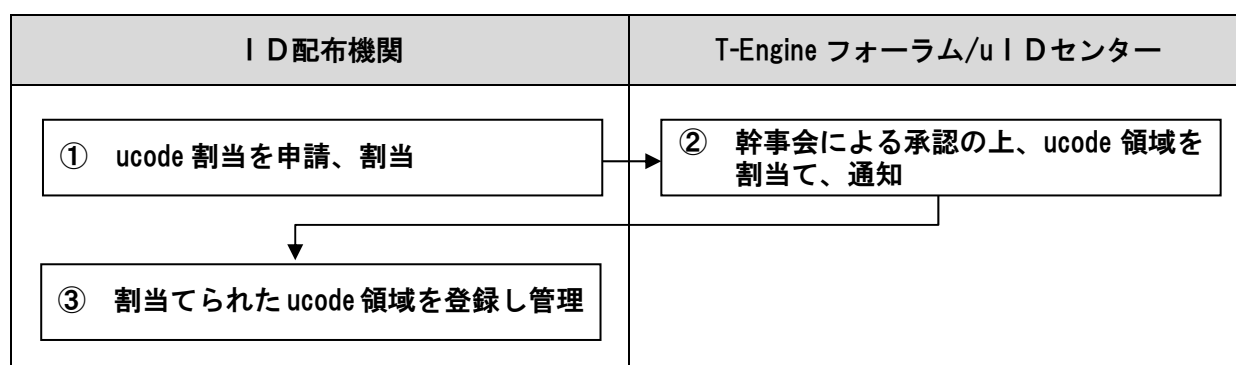 ＩＤ配布機関
T-Engine フォーラム/uＩＤセンター
① ucode 割当を申請、割当
② 幹事会による承認の上、ucode 領域を
割当て、通知
③ 割当てられた ucode 領域を登録し管理